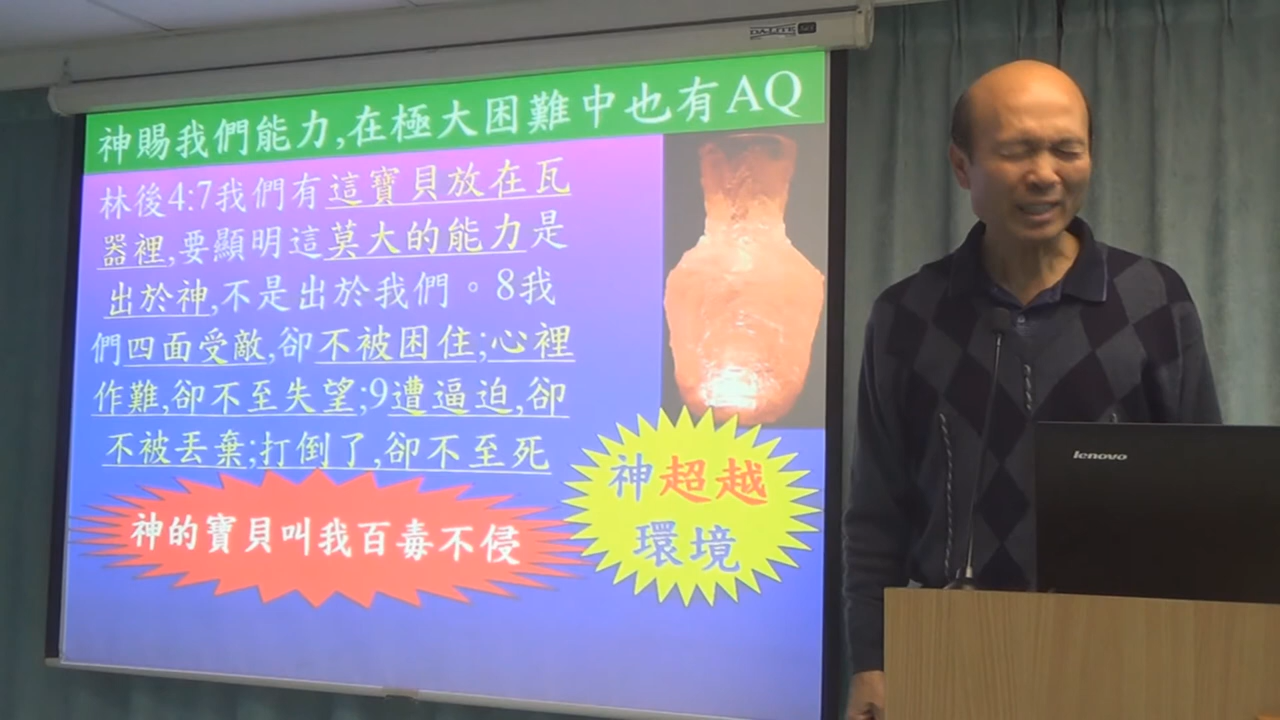 DA-LITE
神賜我們能力,在極大困難中也有AQ
林後4:7我們有這寶貝放在瓦
器裡,要顯明這莫大的能力是
出於神,不是出於我們。8我
們四面受敵,卻不被困住;心裡
作難,卻不至失望;9遭逼迫,卻
不被丟棄;打倒了,卻不至死
神的寶貝叫我百毒不侵
神超越
環境
lenovo